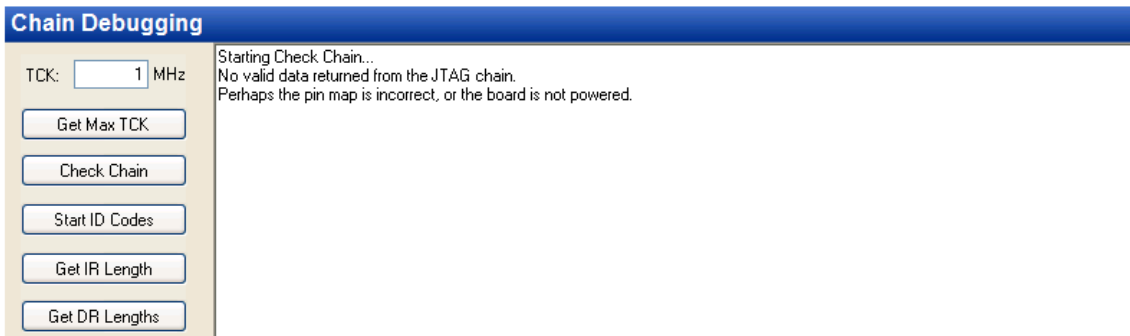 Chain Debugging
TCK: 1 MHz
Get Max TCK
Check Chain
Start ID Codes
Get IR Length
Get DR Lengths
Starting Check Chain...
No valid data returned from the JTAG chain.
Perhaps the pin map is incorrect, or the board is not powered.